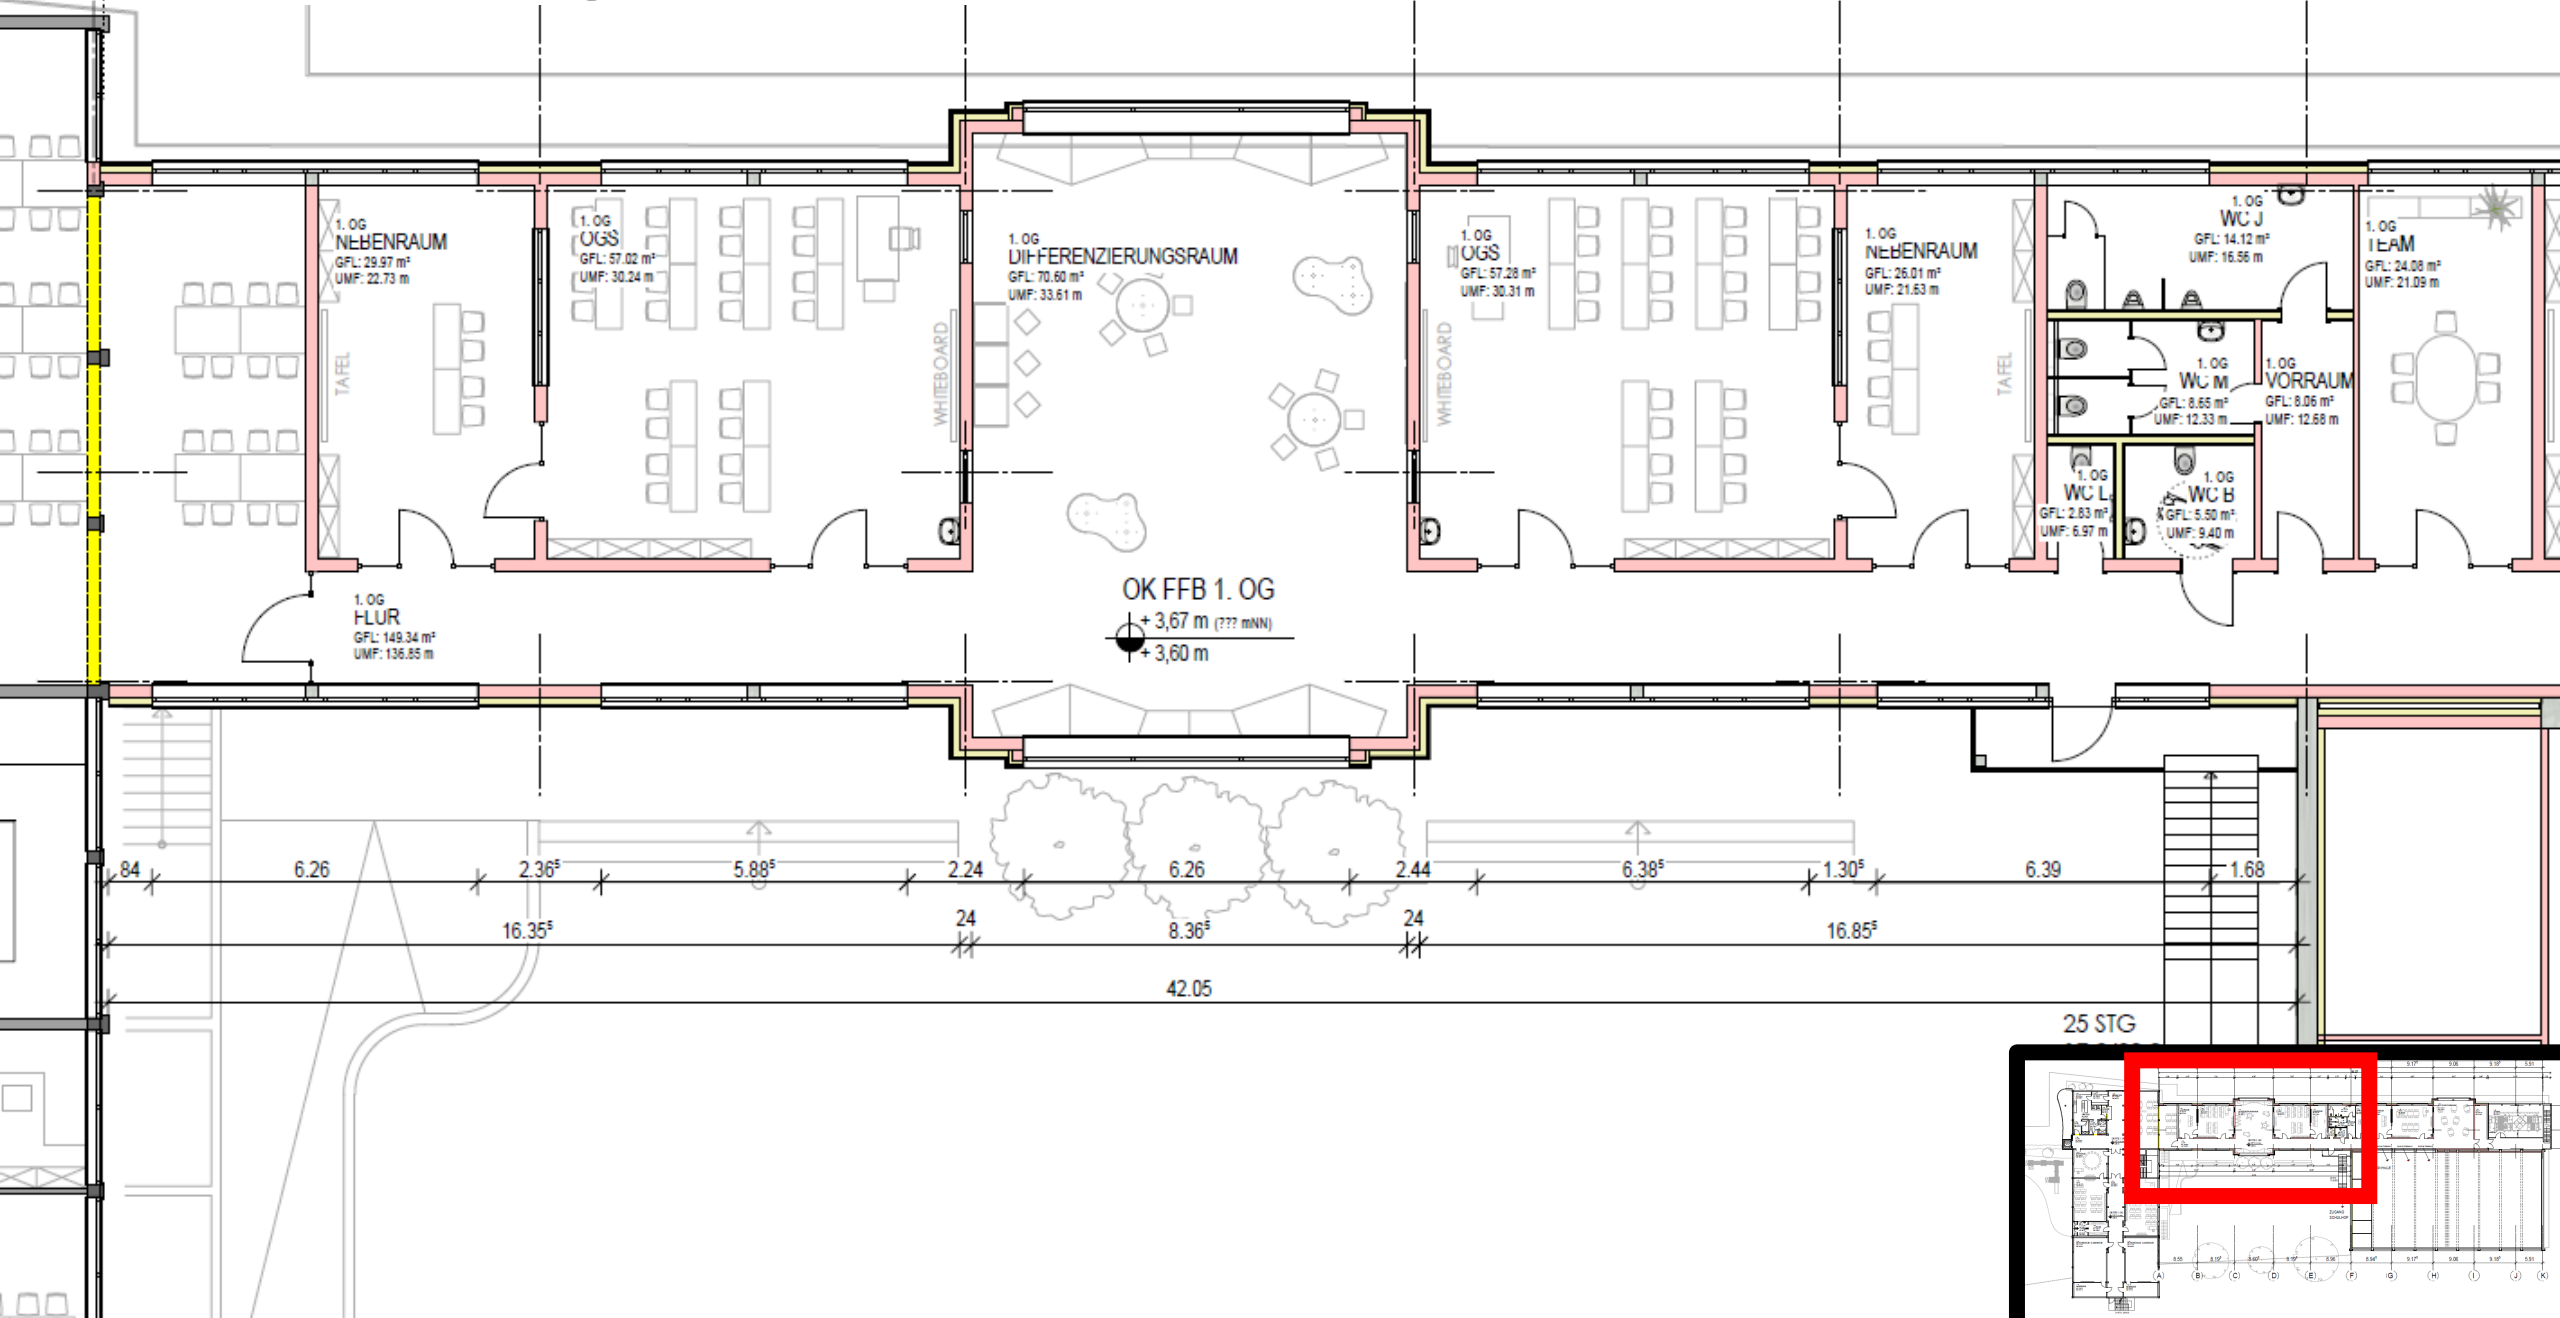 1. OG
NEBENRAUM
GFL: 29.97 m²
UMF: 22.73 m
TAFEL
1. OG
OGS
GFL: 57.02 m²
UMF: 30.24 m
WHITEBOARD
1. OG
DIFFERENZIERUNGSRAUM
GFL: 70.60 m²
UMF: 33.61 m
1. OG
OGS
GFL: 57.28 m²
UMF: 30.31 m
WHITEBOARD
1. OG
NEBENRAUM
GFL: 26.01 m²
UMF: 21.63 m
TAFEL
1. OG
WC J
GFL: 14.12 m²
UMF: 16.56 m
1. OG
TEAM
GFL: 24.08 m²
UMF: 21.09 m
1. OG
WC M
GFL: 8.65 m²
UMF: 12.33 m
1. OG
VORRAUM
GFL: 8.06 m²
UMF: 12.68 m
1. OG
WC L
GFL: 2.83 m²
UMF: 6.97 m
1. OG
WC B
GFL: 5.50 m²
UMF: 9.40 m
1. OG
FLUR
GFL: 149.34 m²
UMF: 136.85 m
OK FFB 1. OG
+ 3,67 m (??? mNN)
+ 3,60 m
84 6.26 2.36⁵ 5.88⁵ 2.24 6.26 2.44 6.38⁵ 1.30⁵ 6.39 1.68
16.35⁵ 24 8.36⁵ 24 16.85⁵
42.05
25 STG